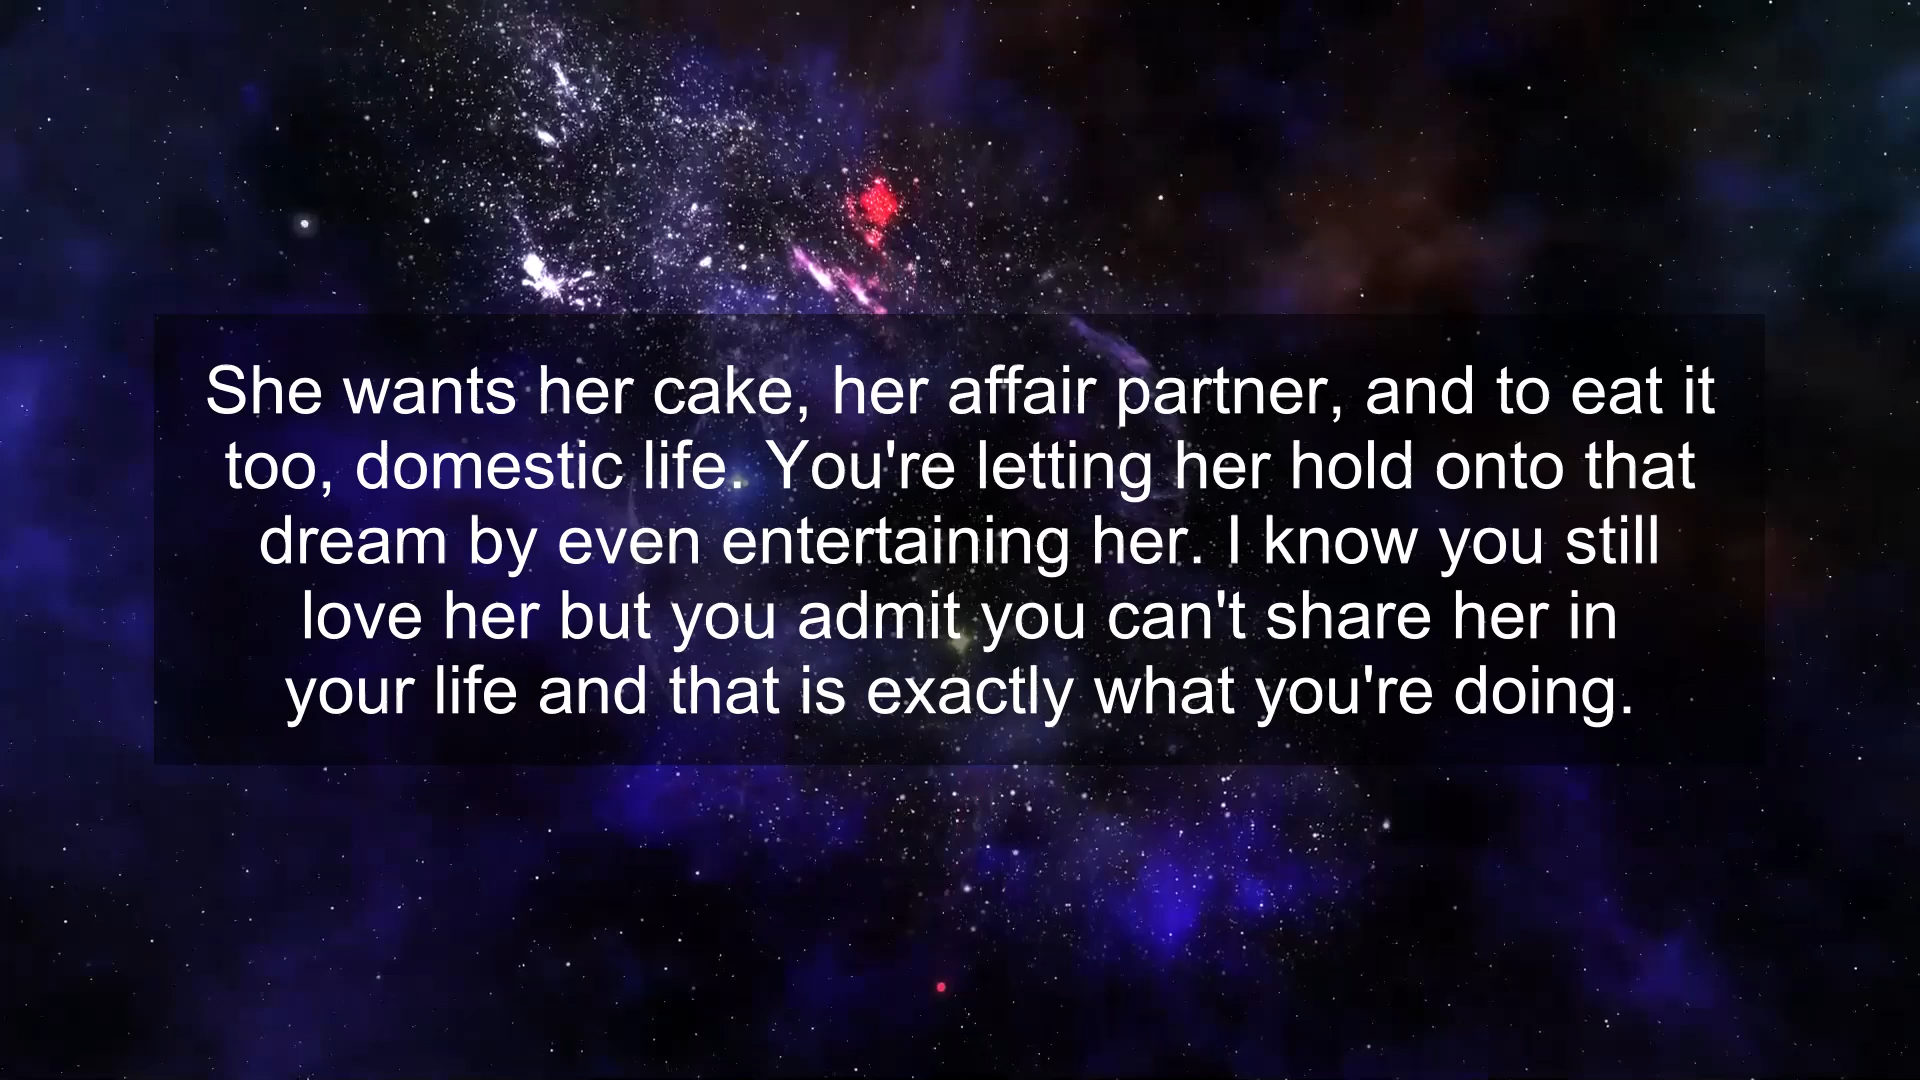 She wants her cake, her affair partner, and to eat it
too, domestic life. You're letting her hold onto that
dream by even entertaining her. I know you still
love her but you admit you can't share her in
your life and that is exactly what you're doing.